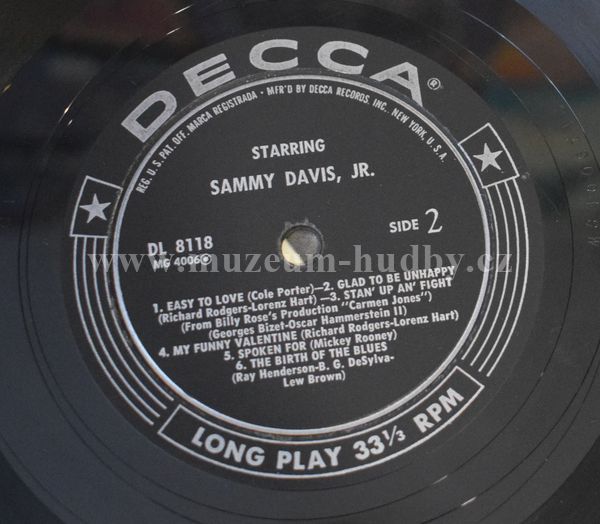 DECCA®
REG. U.S. PAT. OFF. MARCA REGISTRADA • MFR'D BY DECCA RECORDS, INC., NEW YORK, U.S.A.
STARRING
SAMMY DAVIS, JR.
DL 8118
SIDE 2
MG 4006
www.muzeum-hudby.cz
1. EASY TO LOVE (Cole Porter)—2. GLAD TO BE UNHAPPY
(Richard Rodgers-Lorenz Hart)—3. STAN' UP AN' FIGHT
(From Billy Rose's Production "Carmen Jones")
(Georges Bizet-Oscar Hammerstein II)
4. MY FUNNY VALENTINE (Richard Rodgers-Lorenz Hart)
5. SPOKEN FOR (Mickey Rooney)
6. THE BIRTH OF THE BLUES
(Ray Henderson-B. G. DeSylva-
Lew Brown)
LONG PLAY 33⅓ RPM